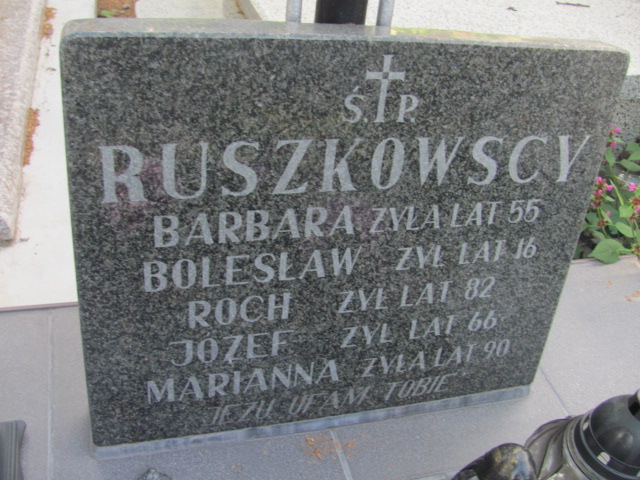 Ś. P.
RUSZKOWSCY
BARBARA ŻYŁA LAT 55
BOLESŁAW ŻYŁ LAT 16
ROCH ŻYŁ LAT 82
JÓZEF ŻYŁ LAT 66
MARIANNA ŻYŁA LAT 90
JEZU UFAM TOBIE